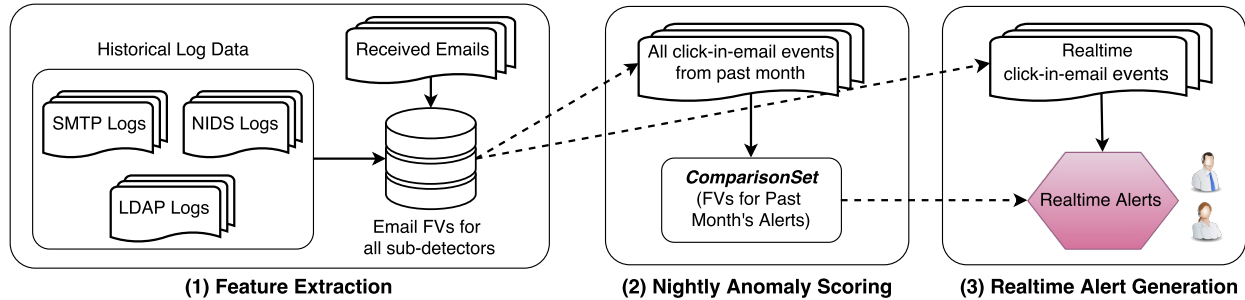 Historical Log Data
SMTP Logs
NIDS Logs
LDAP Logs
Received Emails
Email FVs for
all sub-detectors
(1) Feature Extraction
All click-in-email events
from past month
ComparisonSet
(FVs for Past
Month's Alerts)
(2) Nightly Anomaly Scoring
Realtime
click-in-email events
Realtime Alerts
(3) Realtime Alert Generation